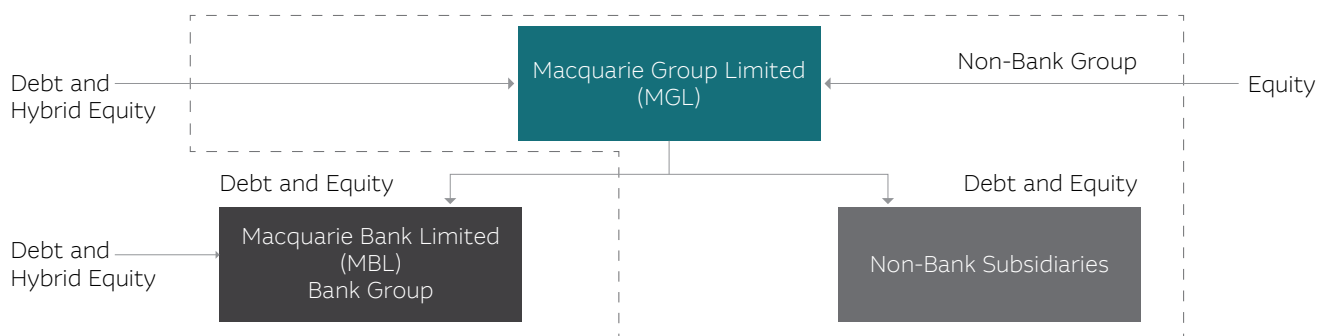 Macquarie Group Limited
(MGL)
Non-Bank Group
Debt and
Hybrid Equity
Equity
Debt and Equity
Debt and Equity
Macquarie Bank Limited
(MBL)
Bank Group
Non-Bank Subsidiaries
Debt and
Hybrid Equity